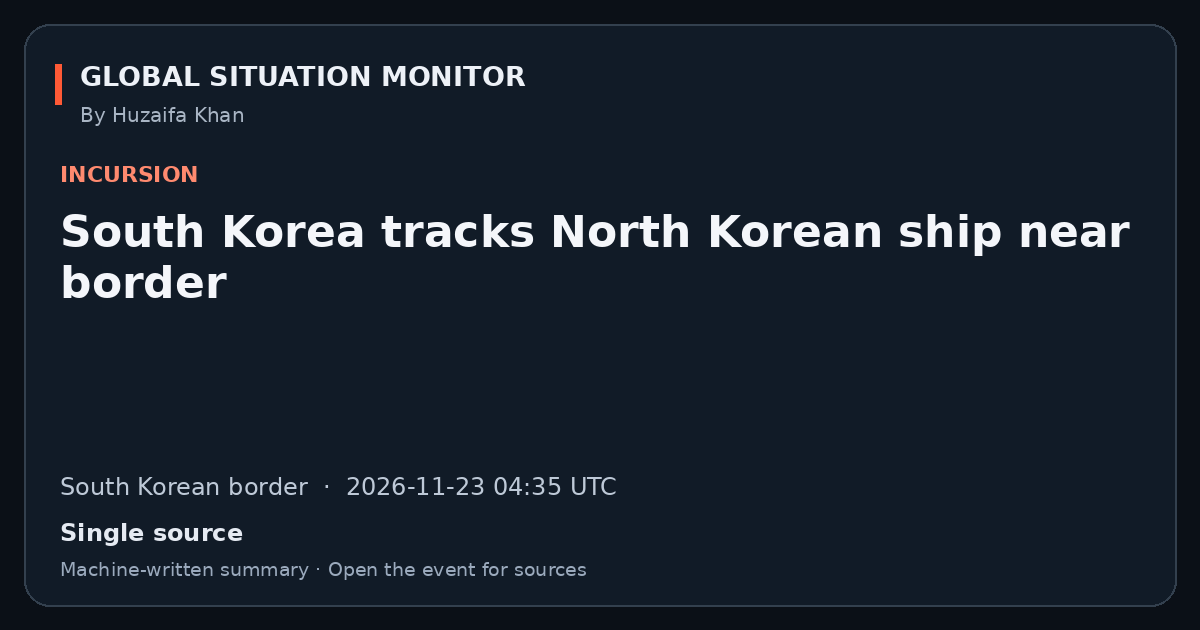 GLOBAL SITUATION MONITOR
By Huzaifa Khan
INCURSION
South Korea tracks North Korean ship near
border
South Korean border · 2026-11-23 04:35 UTC
Single source
Machine-written summary · Open the event for sources